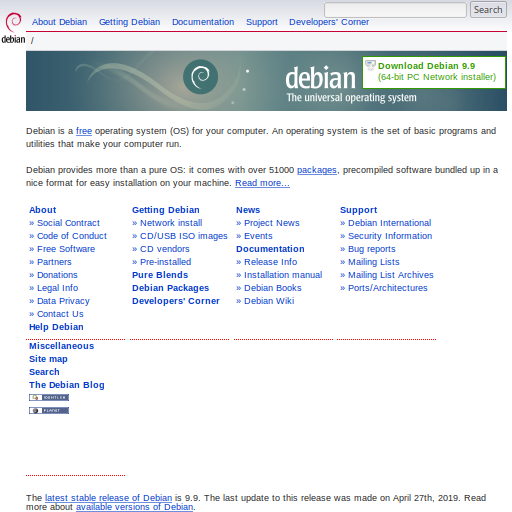 Search
About Debian Getting Debian Documentation Support Developers' Corner
debian
/
debian
The universal operating system
Download Debian 9.9
(64-bit PC Network installer)
Debian is a free operating system (OS) for your computer. An operating system is the set of basic programs and
utilities that make your computer run.
Debian provides more than a pure OS: it comes with over 51000 packages, precompiled software bundled up in a
nice format for easy installation on your machine. Read more...
About
» Social Contract
» Code of Conduct
» Free Software
» Partners
» Donations
» Legal Info
» Data Privacy
» Contact Us
Help Debian
Getting Debian
» Network install
» CD/USB ISO images
» CD vendors
» Pre-installed
Pure Blends
Debian Packages
Developers' Corner
News
» Project News
» Events
Documentation
» Release Info
» Installation manual
» Debian Books
» Debian Wiki
Support
» Debian International
» Security Information
» Bug reports
» Mailing Lists
» Mailing List Archives
» Ports/Architectures
Miscellaneous
Site map
Search
The Debian Blog
PLANET
The latest stable release of Debian is 9.9. The last update to this release was made on April 27th, 2019. Read
more about available versions of Debian.